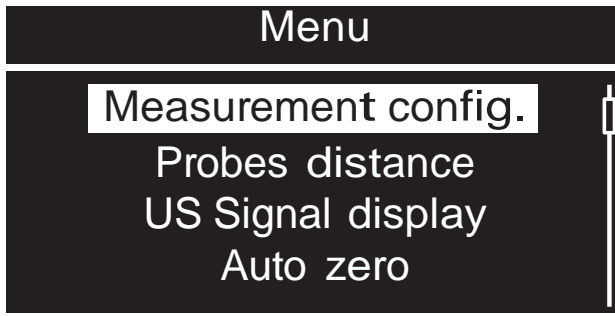 Menu
Measurement config.
Probes distance
US Signal display
Auto zero